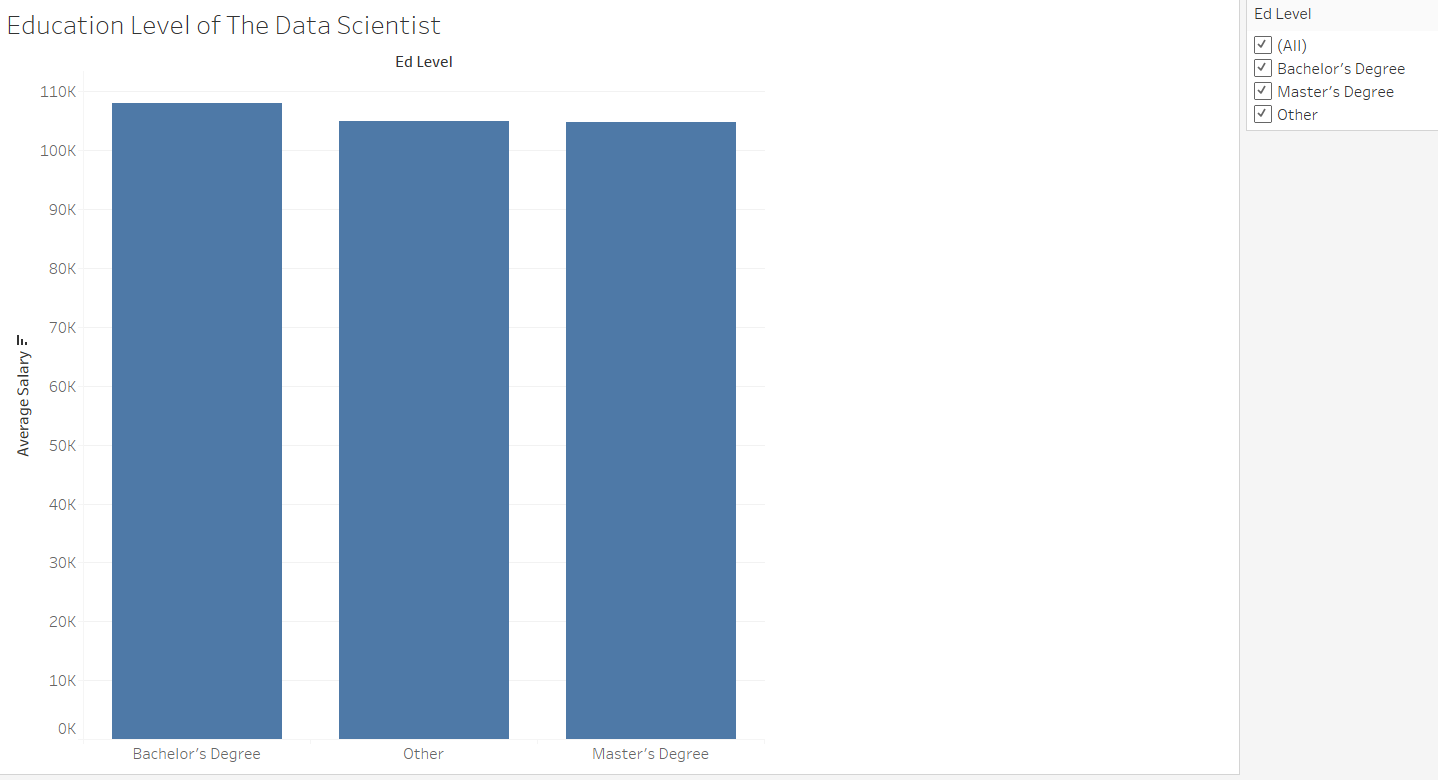 Education Level of The Data Scientist
Ed Level
110K
100K
90K
80K
70K
60K
50K
40K
30K
20K
10K
0K
Average Salary
Bachelor’s Degree
Other
Master’s Degree
Ed Level
(All)
Bachelor’s Degree
Master’s Degree
Other